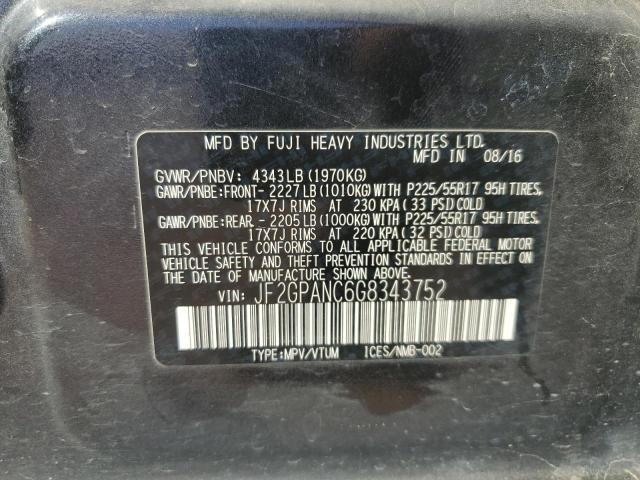 MFD BY FUJI HEAVY INDUSTRIES LTD.
MFD IN 08/16
GVWR/PNBV: 4343LB(1970KG)
GAWR/PNBE:FRONT- 2227LB(1010KG)WITH P225/55R17 95H TIRES,
17X7J RIMS AT 230 KPA(33 PSI)COLD
GAWR/PNBE:REAR - 2205LB(1000KG)WITH P225/55R17 95H TIRES,
17X7J RIMS AT 220 KPA(32 PSI)COLD
THIS VEHICLE CONFORMS TO ALL APPLICABLE FEDERAL MOTOR
VEHICLE SAFETY AND THEFT PREVENTION STANDARDS IN EFFECT ON
THE DATE OF MANUFACTURE SHOWN ABOVE.
VIN: JF2GPANC6G8343752
TYPE:MPV/VTUM ICES/NMB-002